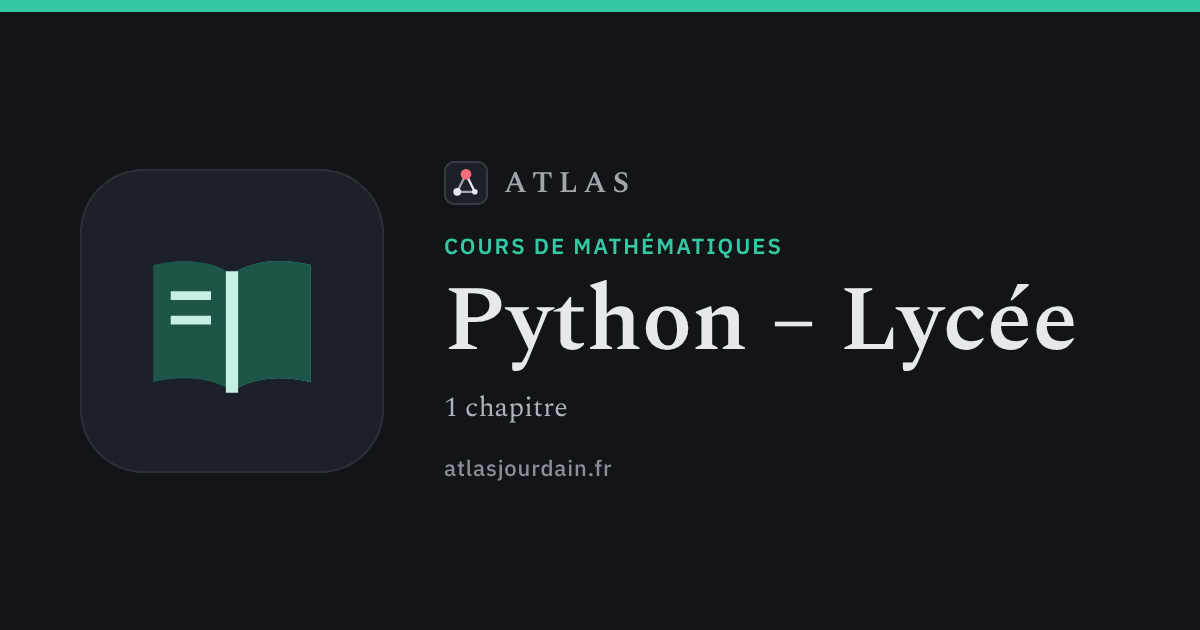 ATLAS
COURS DE MATHÉMATIQUES
Python – Lycée
1 chapitre
atlasjourdain.fr